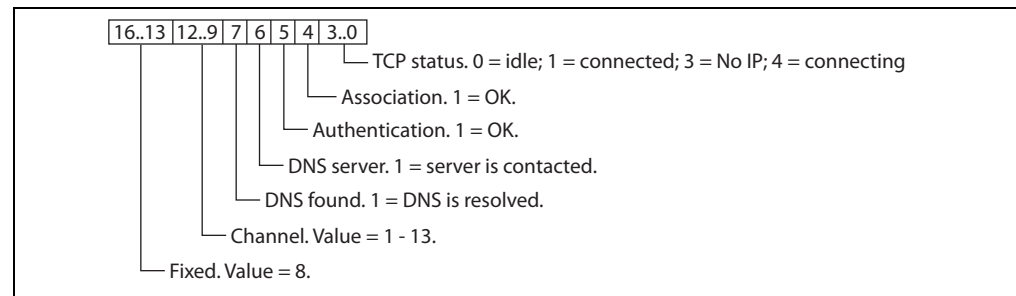 16..13 12..9 7 6 5 4 3..0
TCP status. 0 = idle; 1 = connected; 3 = No IP; 4 = connecting
Association. 1 = OK.
Authentication. 1 = OK.
DNS server. 1 = server is contacted.
DNS found. 1 = DNS is resolved.
Channel. Value = 1 - 13.
Fixed. Value = 8.